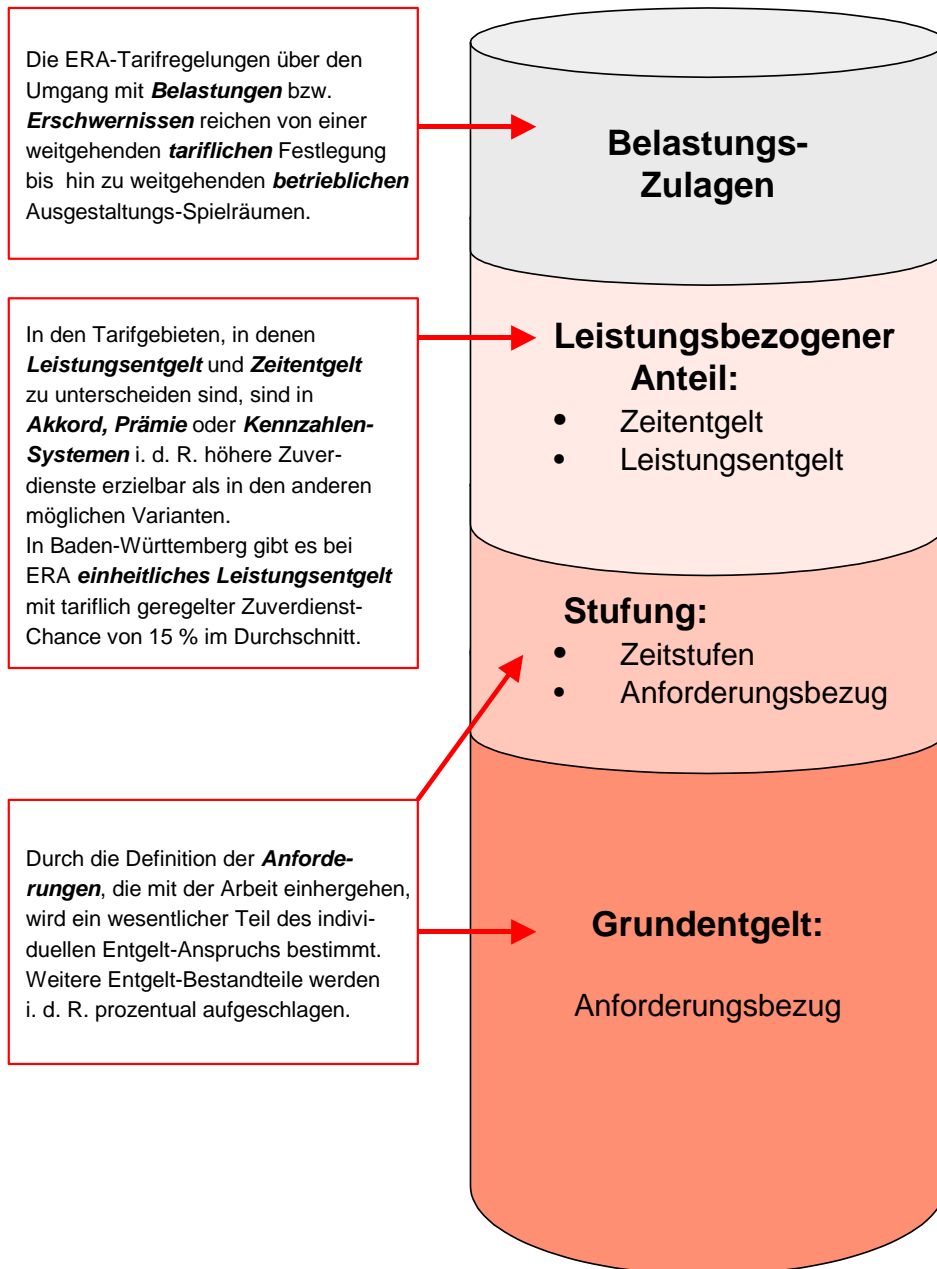 Die ERA-Tarifregelungen über den
Umgang mit Belastungen bzw.
Erschwernissen reichen von einer
weitgehenden tariflichen Festlegung
bis hin zu weitgehenden betrieblichen
Ausgestaltungs-Spielräumen.
Belastungs-
Zulagen
In den Tarifgebieten, in denen
Leistungsentgelt und Zeitentgelt
zu unterscheiden sind, sind in
Akkord, Prämie oder Kennzahlen-
Systemen i. d. R. höhere Zuver-
dienste erzielbar als in den anderen
möglichen Varianten.
In Baden-Württemberg gibt es bei
ERA einheitliches Leistungsentgelt
mit tariflich geregelter Zuverdienst-
Chance von 15 % im Durchschnitt.
Leistungsbezogener
Anteil:
• Zeitentgelt
• Leistungsentgelt
Stufung:
• Zeitstufen
• Anforderungsbezug
Durch die Definition der Anforde-
rungen, die mit der Arbeit einhergehen,
wird ein wesentlicher Teil des indivi-
duellen Entgelt-Anspruchs bestimmt.
Weitere Entgelt-Bestandteile werden
i. d. R. prozentual aufgeschlagen.
Grundentgelt:
Anforderungsbezug